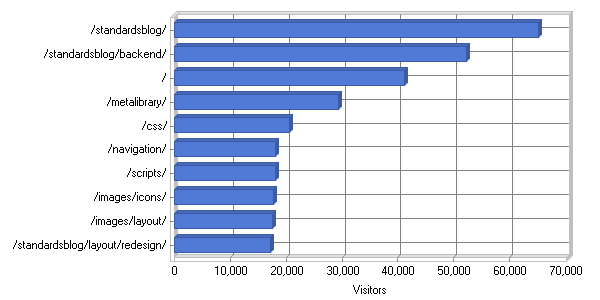 /standardsblog/
/standardsblog/backend/
/
/metalibrary/
/css/
/navigation/
/scripts/
/images/icons/
/images/layout/
/standardsblog/layout/redesign/
0 10,000 20,000 30,000 40,000 50,000 60,000 70,000
Visitors